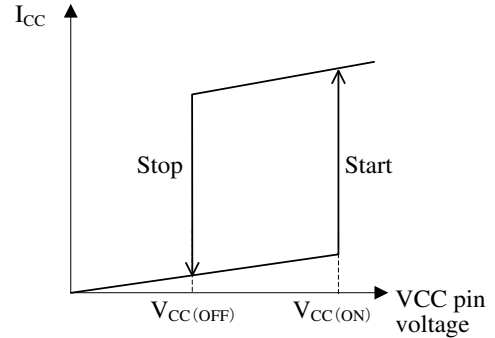 I_CC
Stop
Start
V_CC(OFF)
V_CC(ON)
VCC pin
voltage